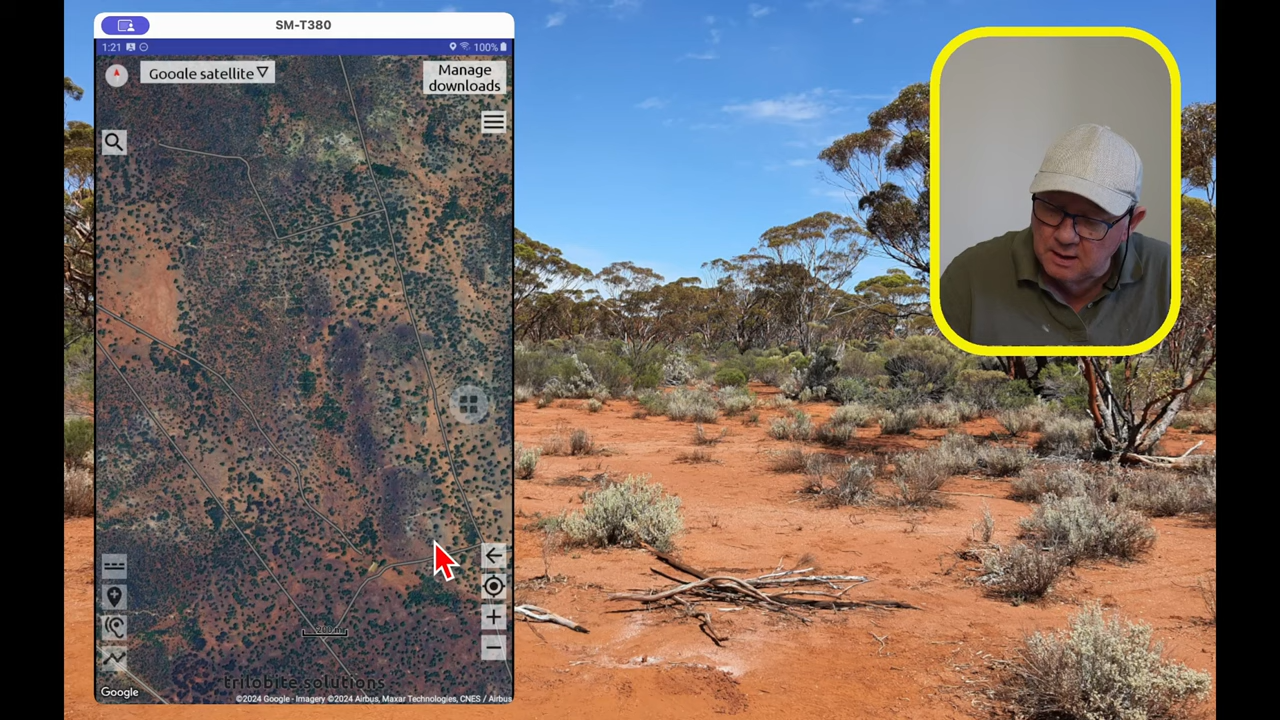 SM-T380
1:21
100%
Google satellite
Manage
downloads
trilobite solutions
Google
©2024 Google - Imagery ©2024 Airbus, Maxar Technologies, CNES / Airbus